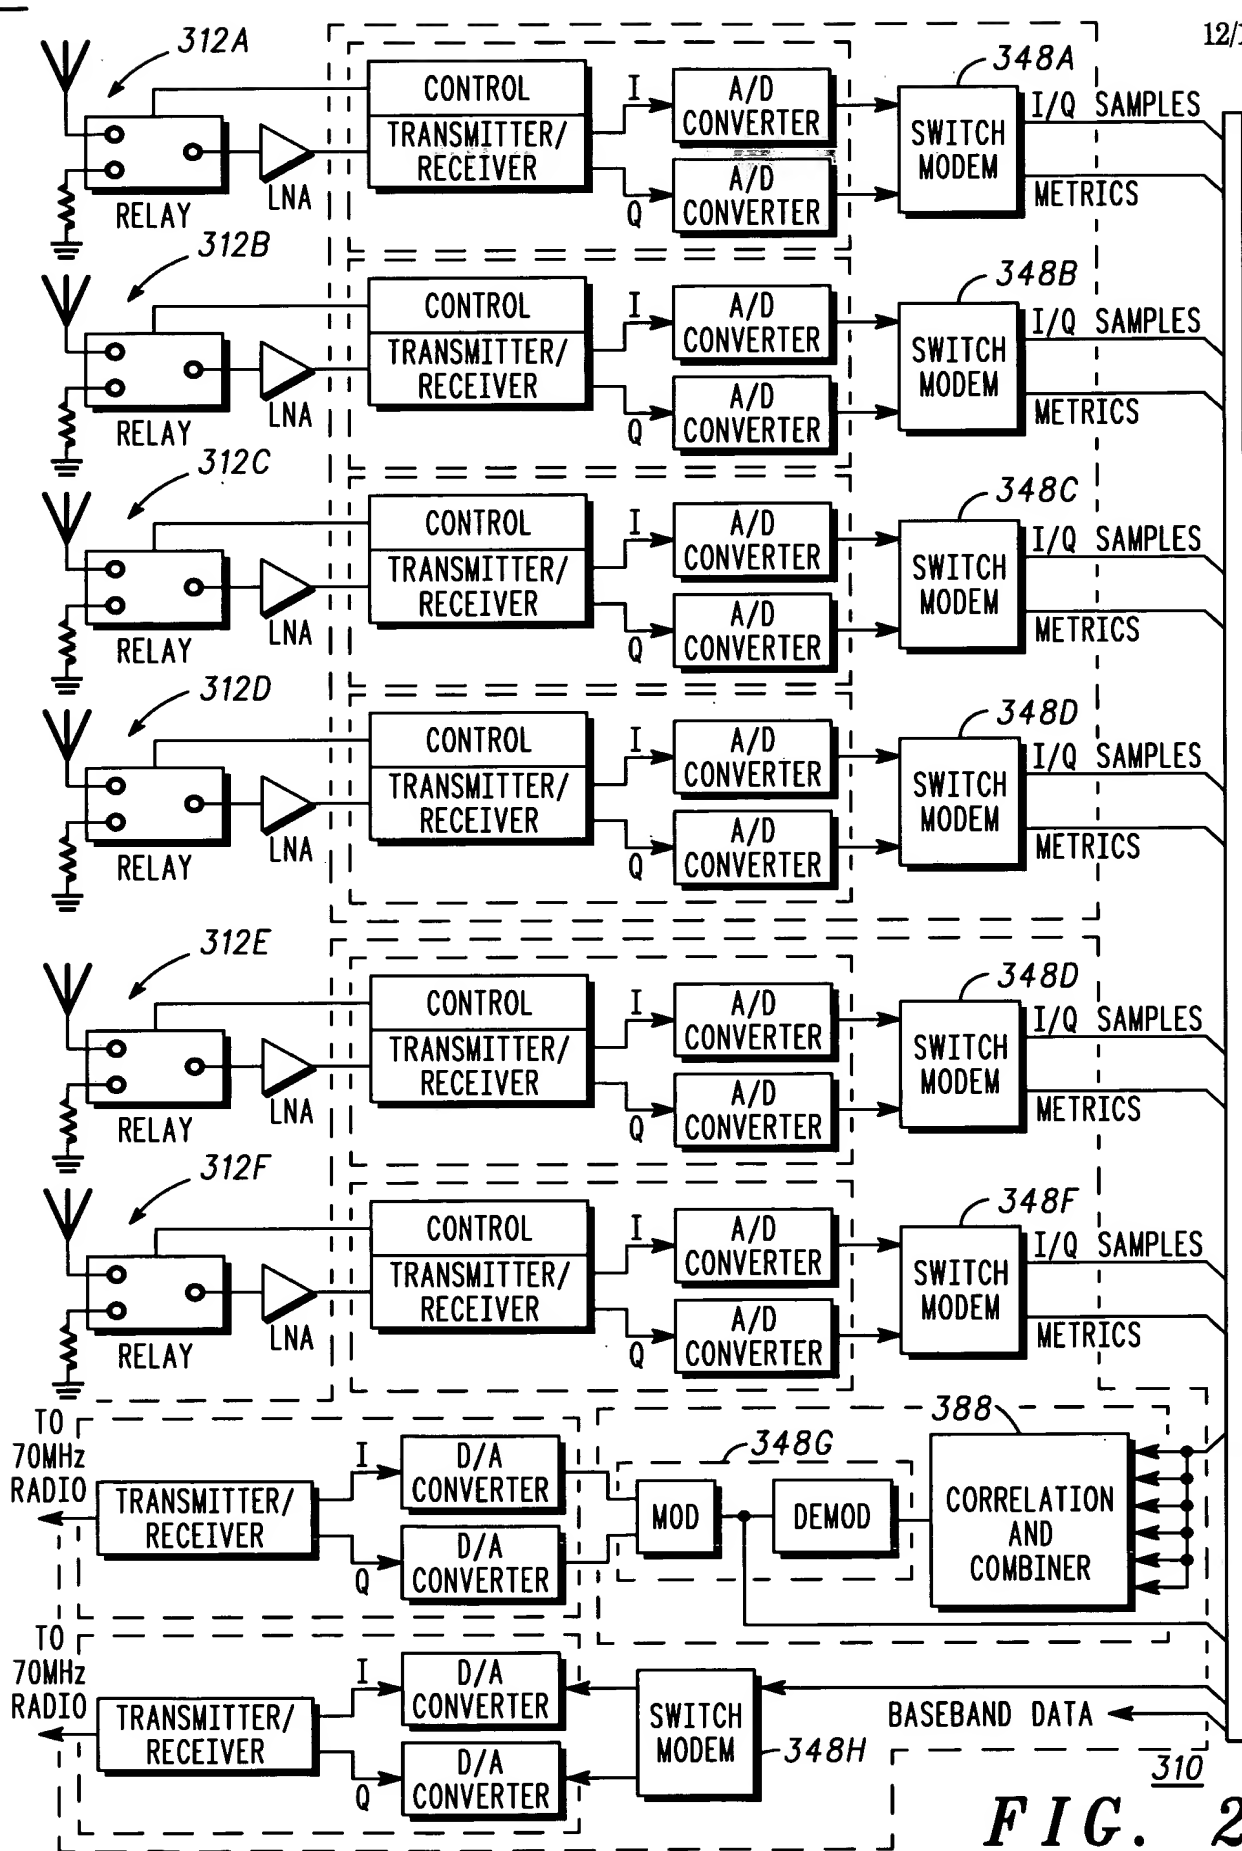 12/1
312A
CONTROL
TRANSMITTER/
RECEIVER
I
Q
A/D
CONVERTER
A/D
CONVERTER
348A
SWITCH
MODEM
I/Q SAMPLES
METRICS
RELAY
LNA
312B
CONTROL
TRANSMITTER/
RECEIVER
I
Q
A/D
CONVERTER
A/D
CONVERTER
348B
SWITCH
MODEM
I/Q SAMPLES
METRICS
RELAY
LNA
312C
CONTROL
TRANSMITTER/
RECEIVER
I
Q
A/D
CONVERTER
A/D
CONVERTER
348C
SWITCH
MODEM
I/Q SAMPLES
METRICS
RELAY
LNA
312D
CONTROL
TRANSMITTER/
RECEIVER
I
Q
A/D
CONVERTER
A/D
CONVERTER
348D
SWITCH
MODEM
I/Q SAMPLES
METRICS
RELAY
LNA
312E
CONTROL
TRANSMITTER/
RECEIVER
I
Q
A/D
CONVERTER
A/D
CONVERTER
348D
SWITCH
MODEM
I/Q SAMPLES
METRICS
RELAY
LNA
312F
CONTROL
TRANSMITTER/
RECEIVER
I
Q
A/D
CONVERTER
A/D
CONVERTER
348F
SWITCH
MODEM
I/Q SAMPLES
METRICS
RELAY
LNA
TO
70MHz
RADIO
TRANSMITTER/
RECEIVER
I
Q
D/A
CONVERTER
D/A
CONVERTER
348G
MOD
DEMOD
388
CORRELATION
AND
COMBINER
TO
70MHz
RADIO
TRANSMITTER/
RECEIVER
I
Q
D/A
CONVERTER
D/A
CONVERTER
SWITCH
MODEM
348H
BASEBAND DATA
310
FIG. 2